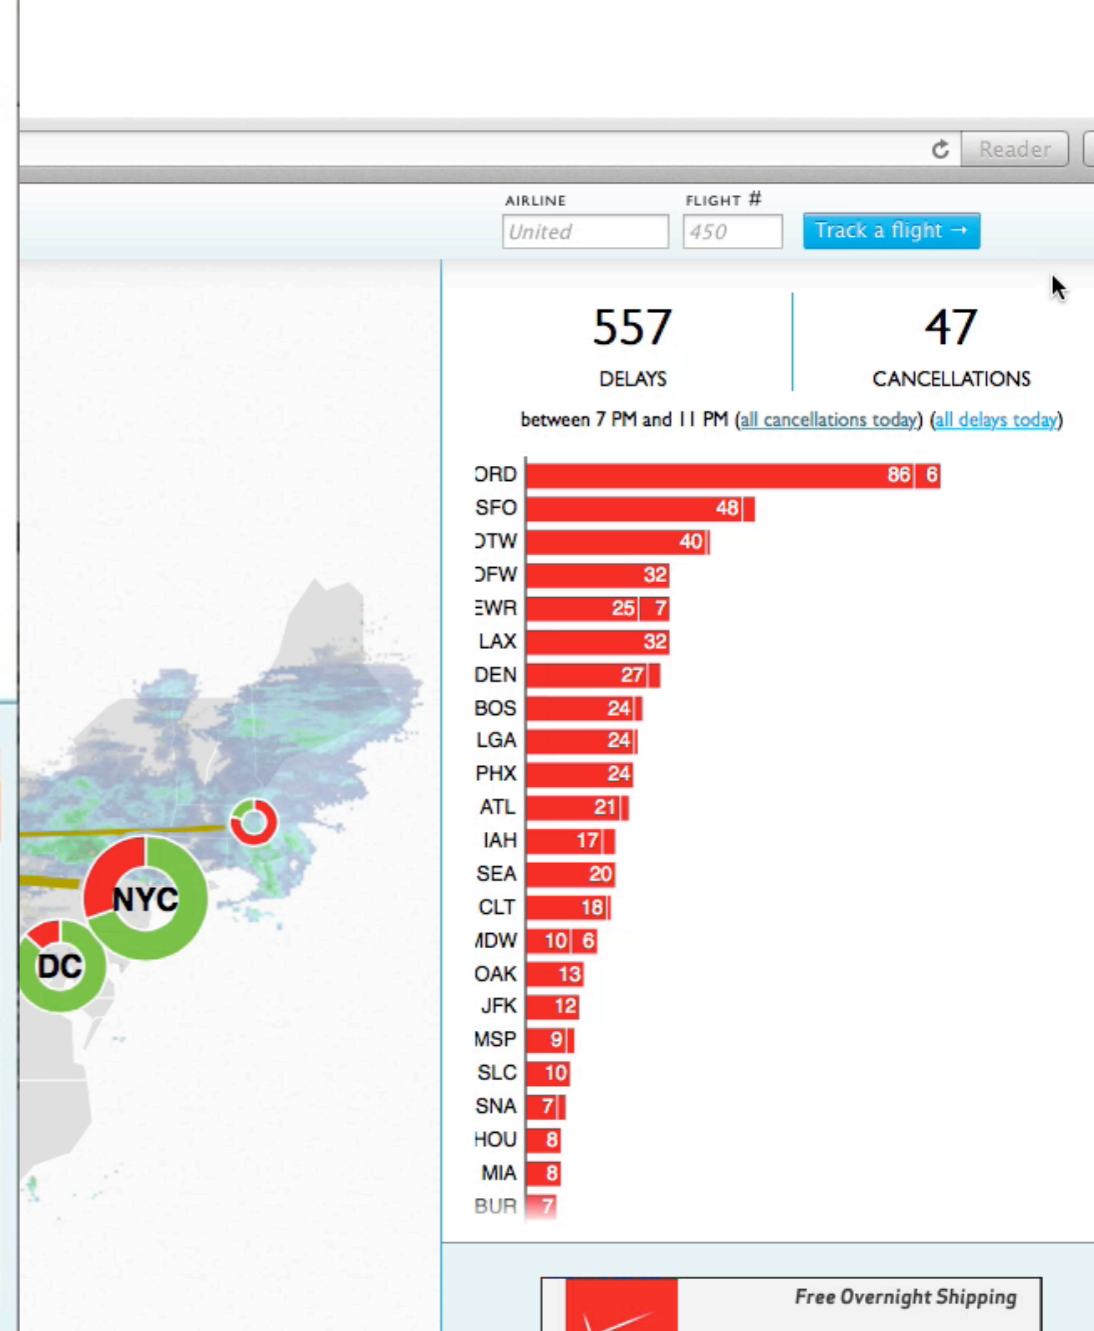 Reader
AIRLINE FLIGHT #
United 450 Track a flight →
557 47
DELAYS CANCELLATIONS
between 7 PM and 11 PM (all cancellations today) (all delays today)
ORD 86 6
SFO 48
DTW 40
DFW 32
EWR 25 7
LAX 32
DEN 27
BOS 24
LGA 24
PHX 24
ATL 21
IAH 17
SEA 20
CLT 18
MDW 10 6
OAK 13
JFK 12
MSP 9
SLC 10
SNA 7
HOU 8
MIA 8
BUR 7
NYC
DC
Free Overnight Shipping